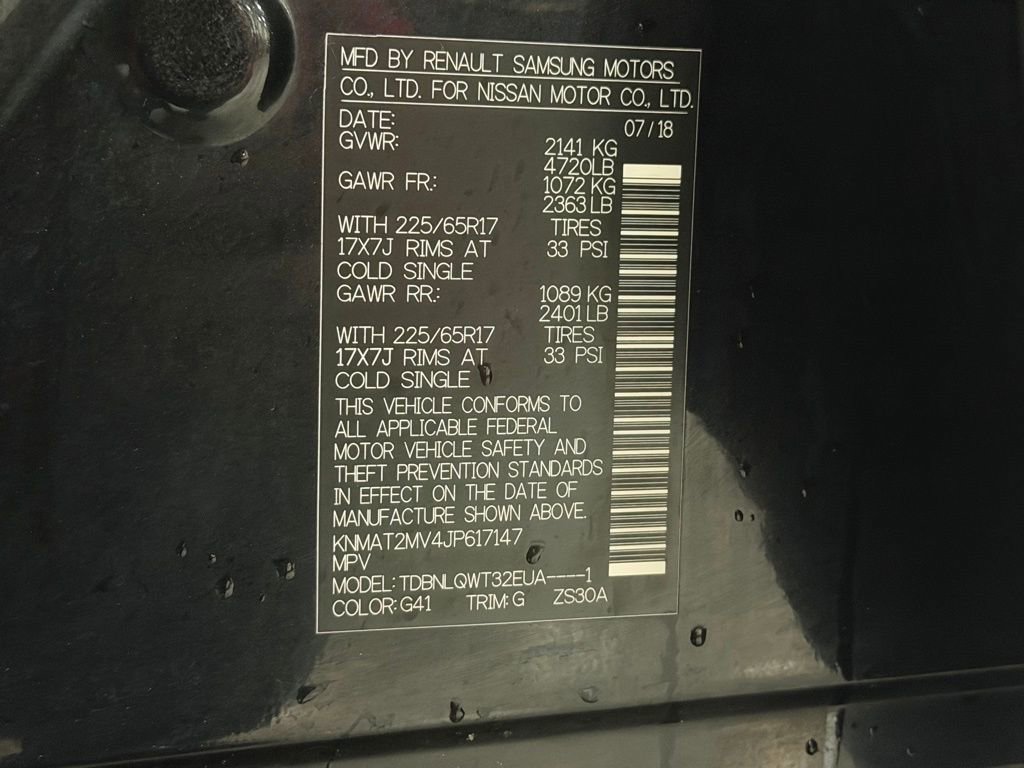 MFD BY RENAULT SAMSUNG MOTORS
CO., LTD. FOR NISSAN MOTOR CO., LTD.
DATE: 07/18
GVWR: 2141 KG
4720LB
GAWR FR.: 1072 KG
2363 LB
WITH 225/65R17 TIRES
17X7J RIMS AT 33 PSI
COLD SINGLE
GAWR RR.: 1089 KG
2401 LB
WITH 225/65R17 TIRES
17X7J RIMS AT 33 PSI
COLD SINGLE
THIS VEHICLE CONFORMS TO
ALL APPLICABLE FEDERAL
MOTOR VEHICLE SAFETY AND
THEFT PREVENTION STANDARDS
IN EFFECT ON THE DATE OF
MANUFACTURE SHOWN ABOVE.
KNMAT2MV4JP617147
MPV
MODEL: TDBNLQWT32EUA----1
COLOR: G41 TRIM: G ZS30A